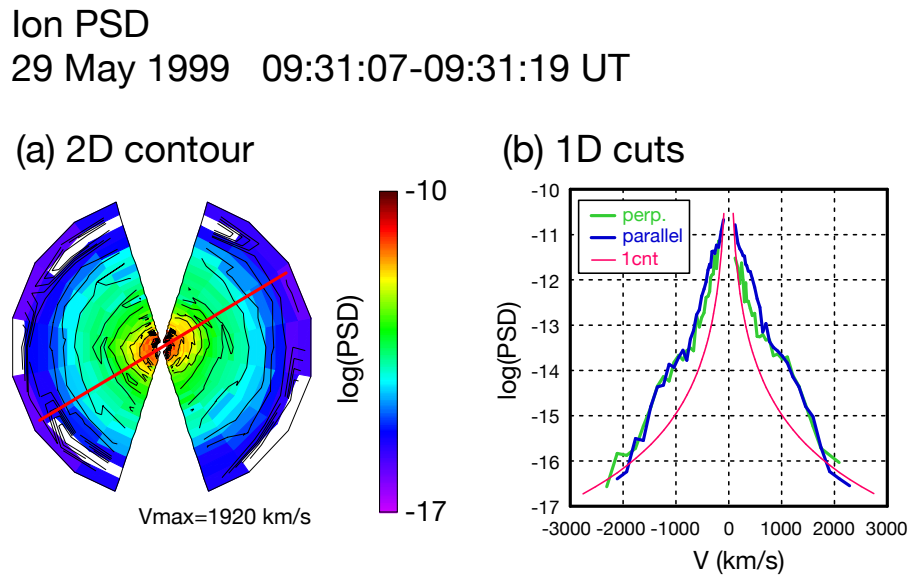 Ion PSD
29 May 1999 09:31:07-09:31:19 UT
(a) 2D contour
(b) 1D cuts
-10
-17
log(PSD)
Vmax=1920 km/s
-10
-11
-12
-13
-14
-15
-16
-17
log(PSD)
perp.
parallel
1cnt
-3000 -2000 -1000 0 1000 2000 3000
V (km/s)